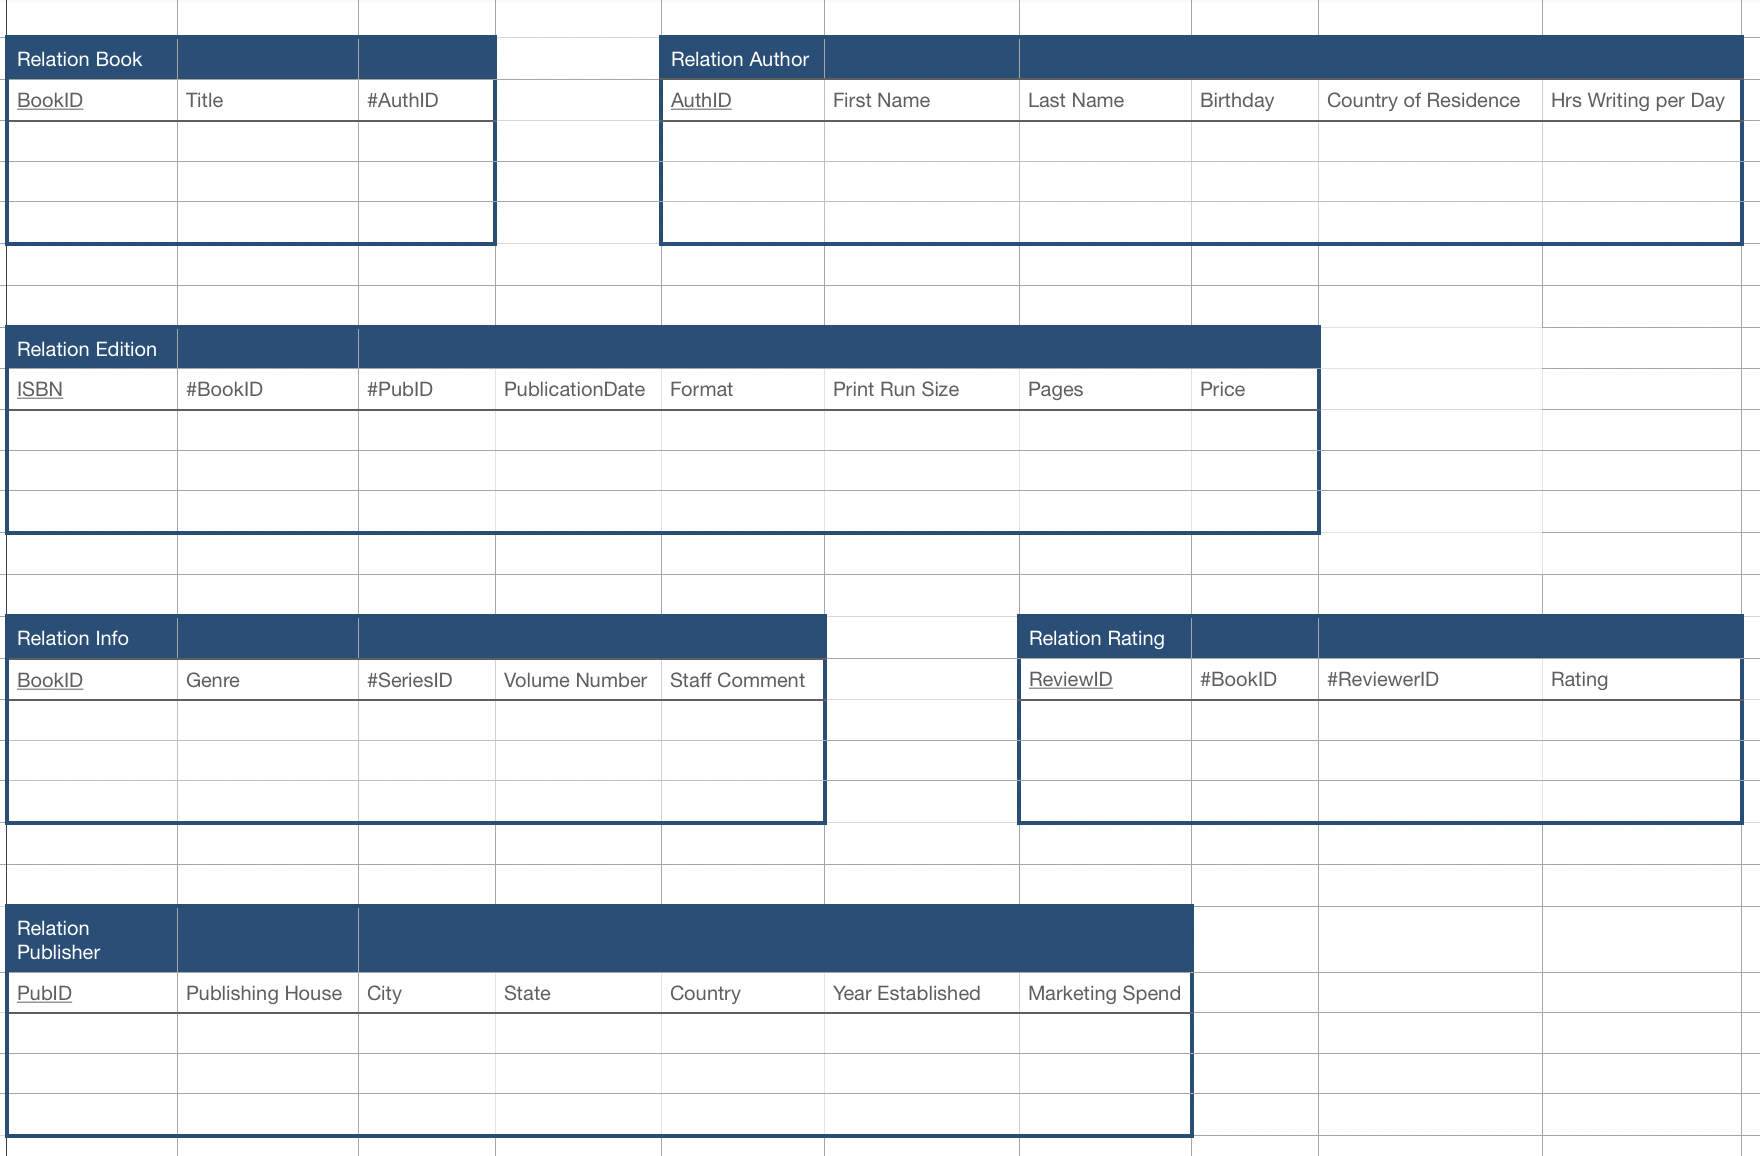 Relation Book
BookID Title #AuthID
Relation Author
AuthID First Name Last Name Birthday Country of Residence Hrs Writing per Day
Relation Edition
ISBN #BookID #PubID PublicationDate Format Print Run Size Pages Price
Relation Info
BookID Genre #SeriesID Volume Number Staff Comment
Relation Rating
ReviewID #BookID #ReviewerID Rating
Relation
Publisher
PubID Publishing House City State Country Year Established Marketing Spend